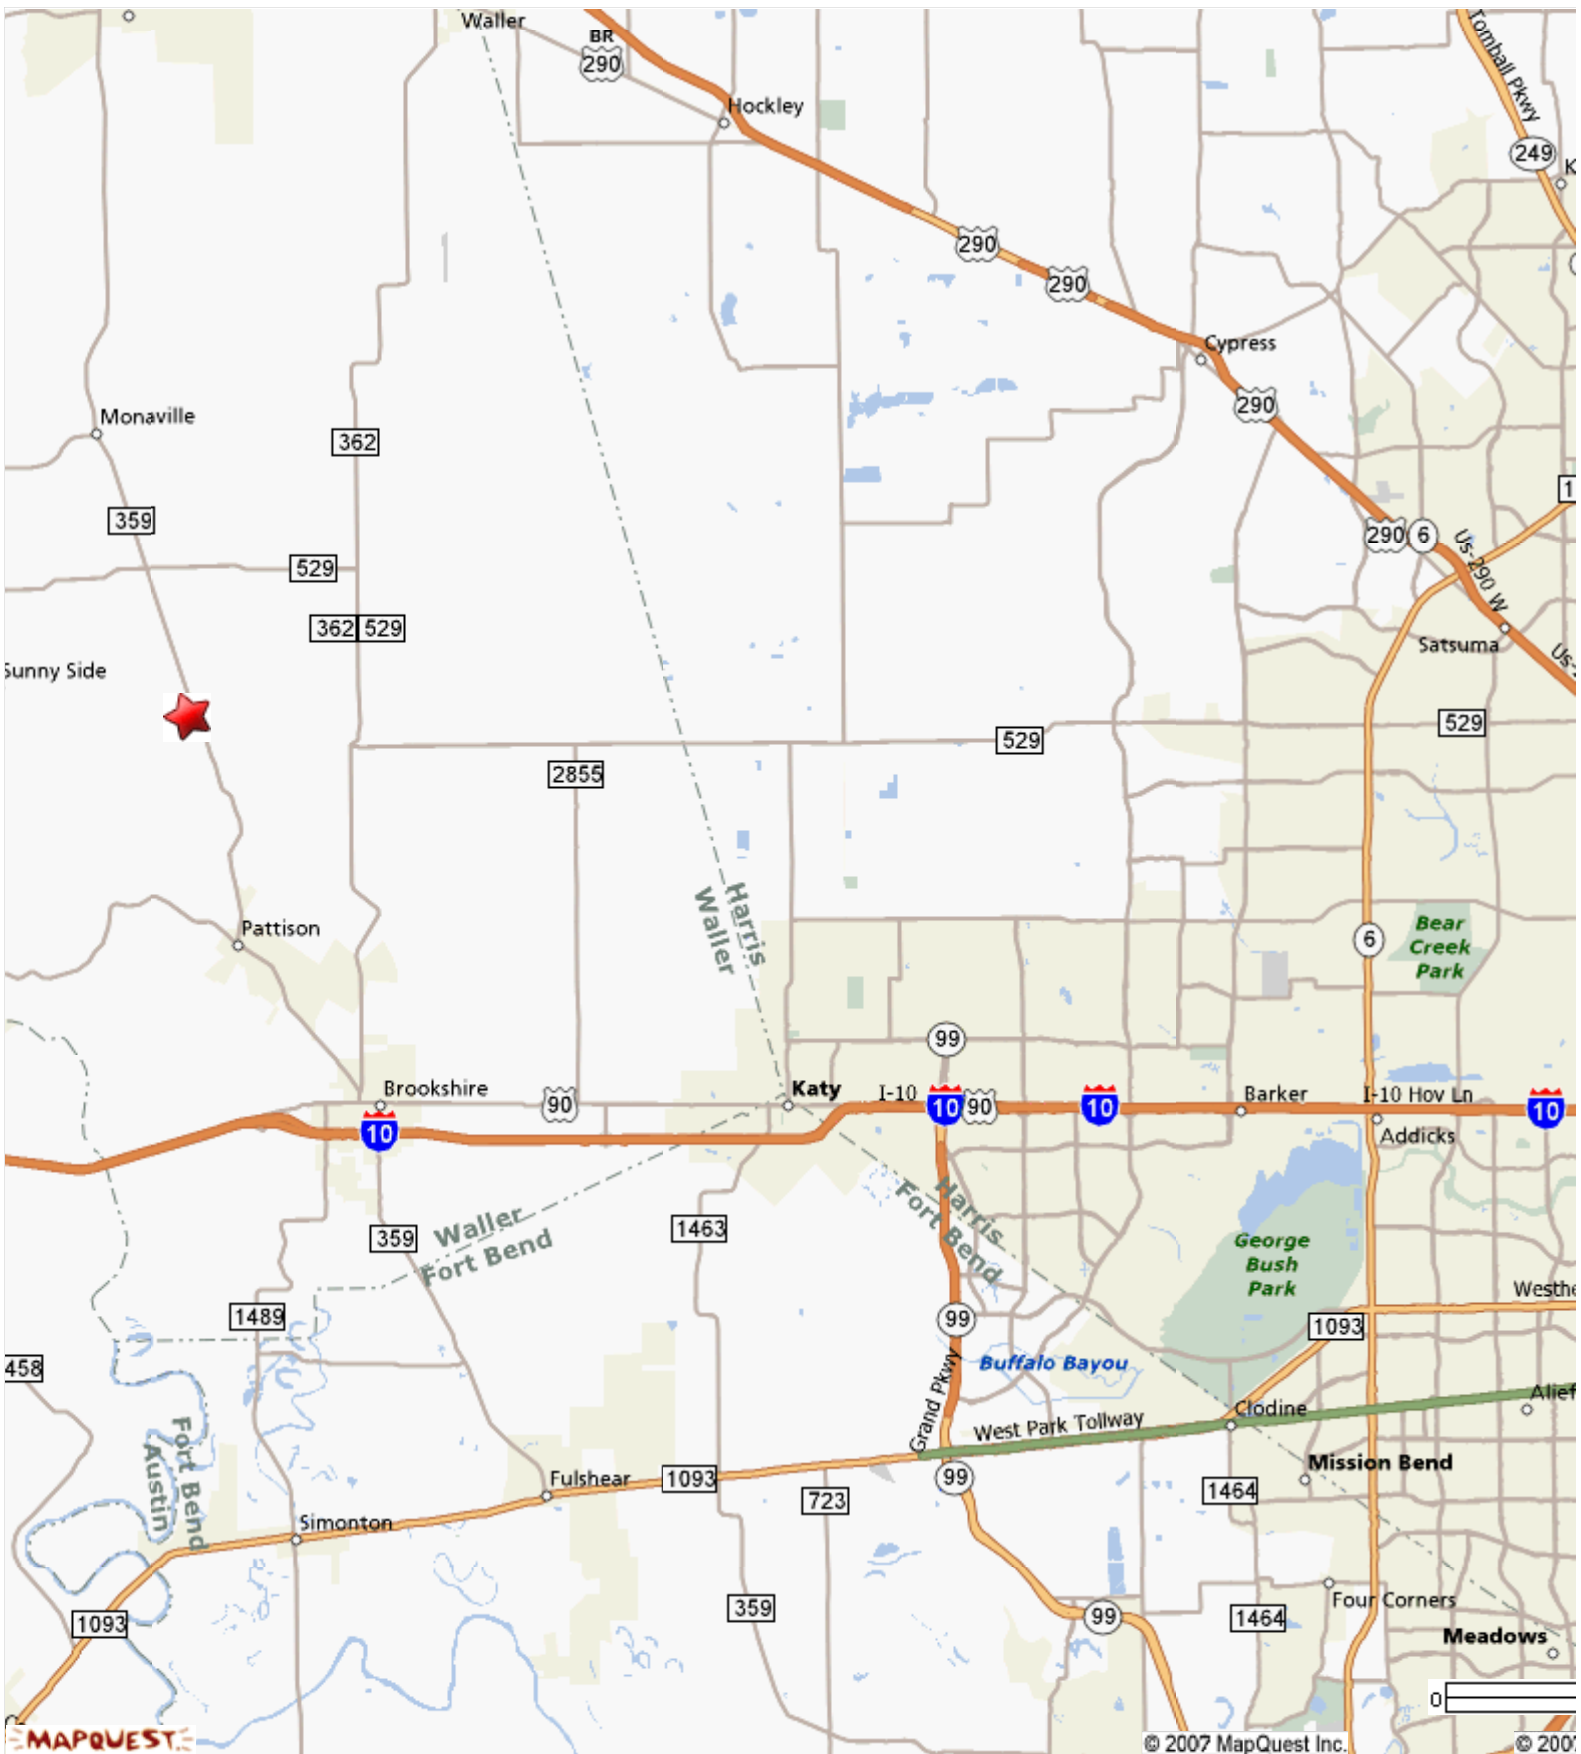 Waller
BR
290
Hockley
Tomball Pkwy
249
K
290
290
Cypress
290
Monaville
362
359
1
290
6
Us-290 W
529
362
529
Satsuma
Us-2
Sunny Side
529
529
2855
Harris
Waller
Bear
Creek
Park
6
Pattison
99
Brookshire
90
Katy
I-10
10
90
10
Barker
I-10 Hov Ln
10
10
Addicks
Harris
Fort Bend
Waller
Fort Bend
359
1463
George
Bush
Park
Westhe
1489
99
1093
458
Buffalo Bayou
Grand Pkwy
Clodine
Alief
West Park Tollway
Fort Bend
Austin
Mission Bend
Fulshear
1093
99
723
1464
Simonton
359
99
Four Corners
1464
1093
Meadows
0
MAPQUEST
© 2007 MapQuest Inc.
© 2007